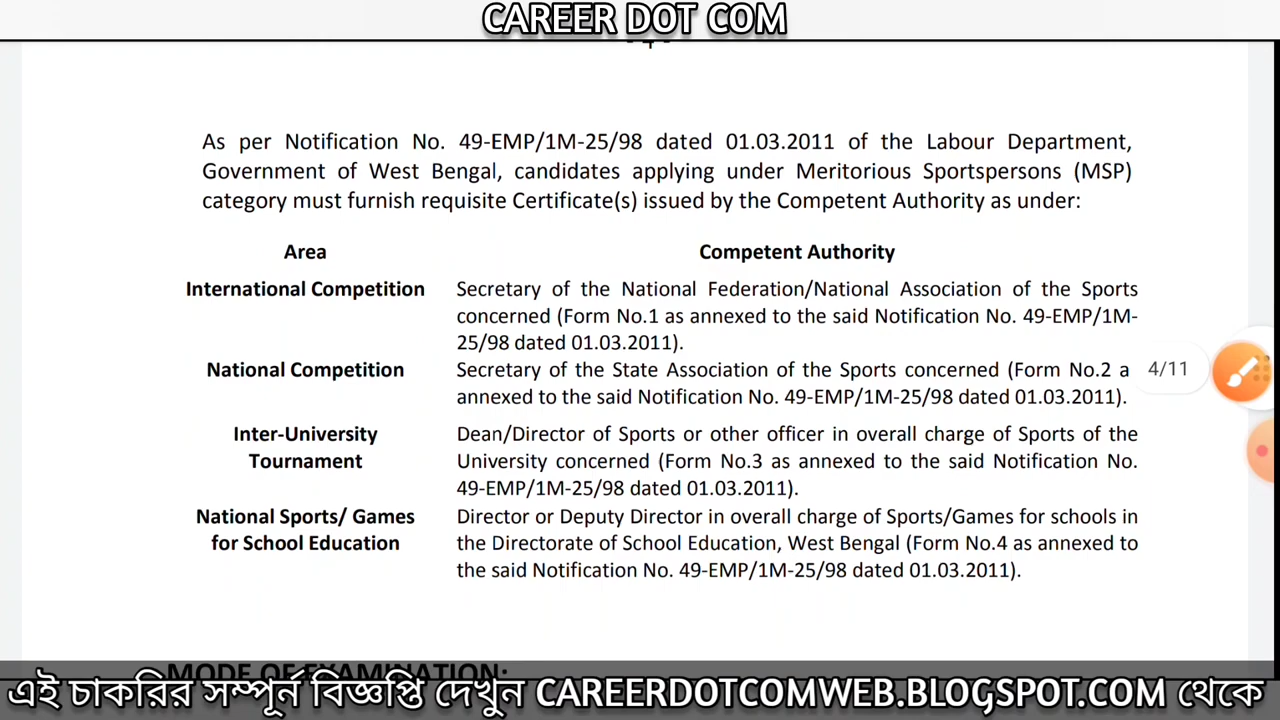 CAREER DOT COM
- 4 -
As per Notification No. 49-EMP/1M-25/98 dated 01.03.2011 of the Labour Department,
Government of West Bengal, candidates applying under Meritorious Sportspersons (MSP)
category must furnish requisite Certificate(s) issued by the Competent Authority as under:
Area Competent Authority
International Competition Secretary of the National Federation/National Association of the Sports
concerned (Form No.1 as annexed to the said Notification No. 49-EMP/1M-
25/98 dated 01.03.2011).
National Competition Secretary of the State Association of the Sports concerned (Form No.2 a
annexed to the said Notification No. 49-EMP/1M-25/98 dated 01.03.2011).
4/11
Inter-University Dean/Director of Sports or other officer in overall charge of Sports of the
Tournament University concerned (Form No.3 as annexed to the said Notification No.
49-EMP/1M-25/98 dated 01.03.2011).
National Sports/ Games Director or Deputy Director in overall charge of Sports/Games for schools in
for School Education the Directorate of School Education, West Bengal (Form No.4 as annexed to
the said Notification No. 49-EMP/1M-25/98 dated 01.03.2011).
MODE OF EXAMINATION:
এই চাকরির সম্পূর্ন বিজ্ঞপ্তি দেখুন CAREERDOTCOMWEB.BLOGSPOT.COM থেকে